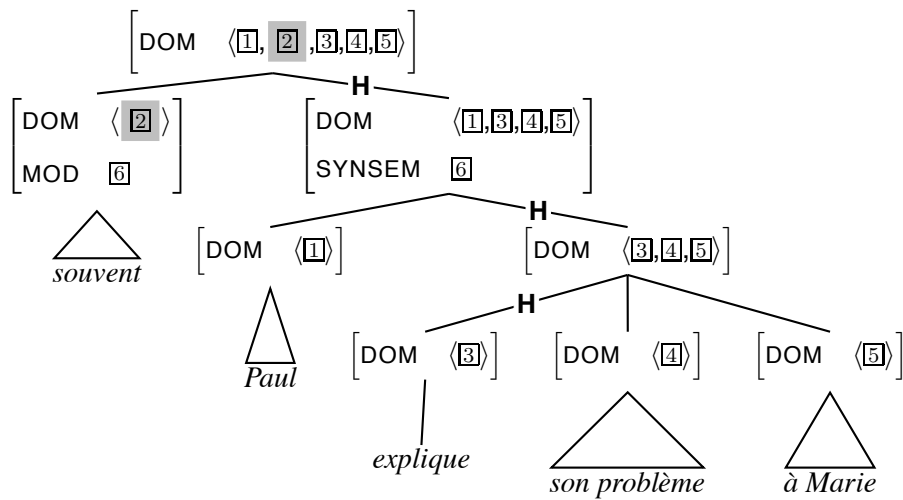 [DOM ⟨1, 2, 3, 4, 5⟩]
H
[DOM ⟨2⟩ MOD 6]
[DOM ⟨1, 3, 4, 5⟩ SYNSEM 6]
souvent
H
[DOM ⟨1⟩]
[DOM ⟨3, 4, 5⟩]
Paul
H
[DOM ⟨3⟩]
[DOM ⟨4⟩]
[DOM ⟨5⟩]
explique
son problème
à Marie